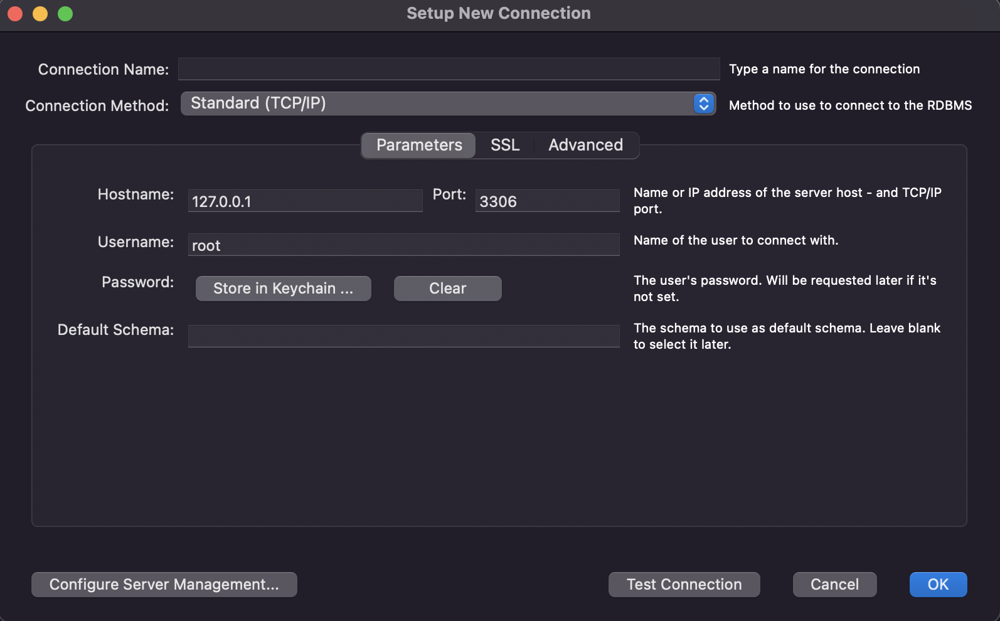 Setup New Connection
Connection Name:
Type a name for the connection
Connection Method:
Standard (TCP/IP)
Method to use to connect to the RDBMS
Parameters
SSL
Advanced
Hostname:
127.0.0.1
Port:
3306
Name or IP address of the server host - and TCP/IP
port.
Username:
root
Name of the user to connect with.
Password:
Store in Keychain ...
Clear
The user's password. Will be requested later if it's
not set.
Default Schema:
The schema to use as default schema. Leave blank
to select it later.
Configure Server Management...
Test Connection
Cancel
OK